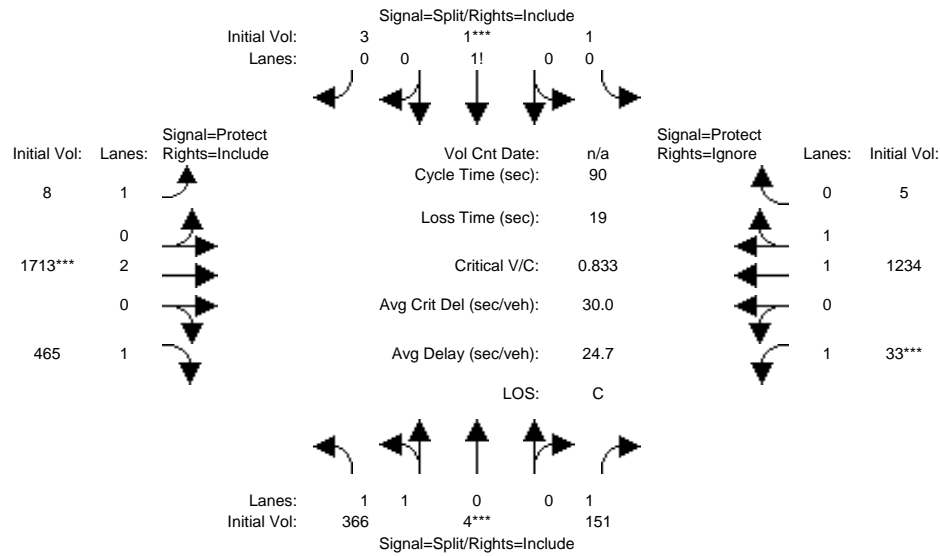 Signal=Split/Rights=Include
Initial Vol: 3 1*** 1
Lanes: 0 0 1! 0 0
Signal=Protect Signal=Protect
Initial Vol: Lanes: Rights=Include Vol Cnt Date: n/a Rights=Ignore Lanes: Initial Vol:
Cycle Time (sec): 90
8 1 0 5
Loss Time (sec): 19
0 1
1713*** 2 Critical V/C: 0.833 1 1234
0 Avg Crit Del (sec/veh): 30.0 0
465 1 Avg Delay (sec/veh): 24.7 1 33***
LOS: C
Lanes: 1 1 0 0 1
Initial Vol: 366 4*** 151
Signal=Split/Rights=Include